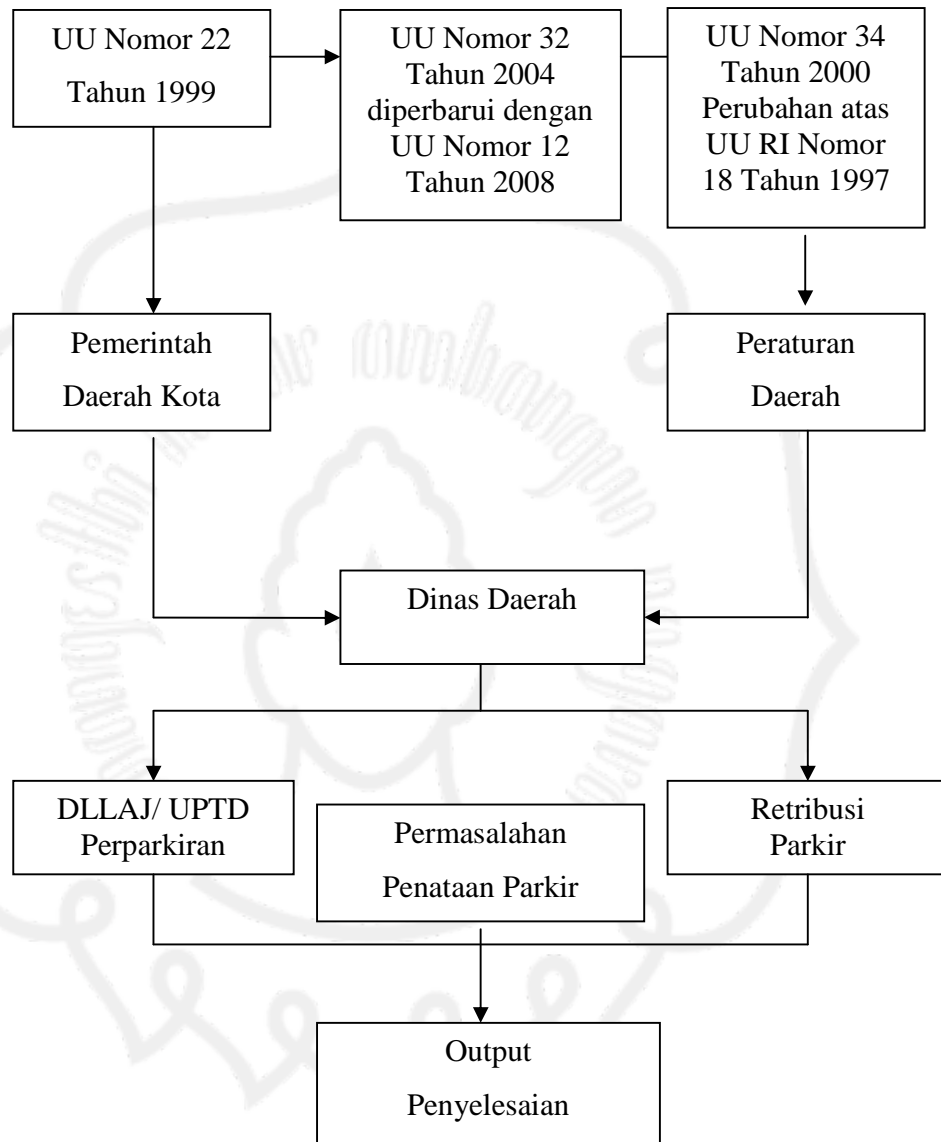 UU Nomor 22
Tahun 1999
UU Nomor 32
Tahun 2004
diperbarui dengan
UU Nomor 12
Tahun 2008
UU Nomor 34
Tahun 2000
Perubahan atas
UU RI Nomor
18 Tahun 1997
Pemerintah
Daerah Kota
Peraturan
Daerah
Dinas Daerah
DLLAJ/ UPTD
Perparkiran
Permasalahan
Penataan Parkir
Retribusi
Parkir
Output
Penyelesaian